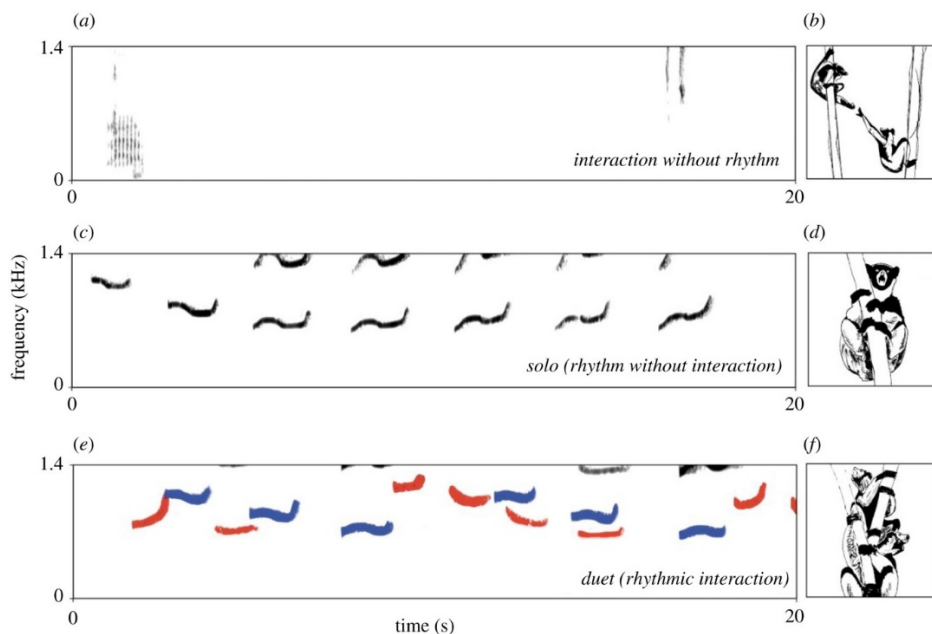 (a)
(b)
1.4
interaction without rhythm
0
0
20
(c)
(d)
1.4
frequency (kHz)
solo (rhythm without interaction)
0
0
20
(e)
(f)
1.4
duet (rhythmic interaction)
0
0
time (s)
20